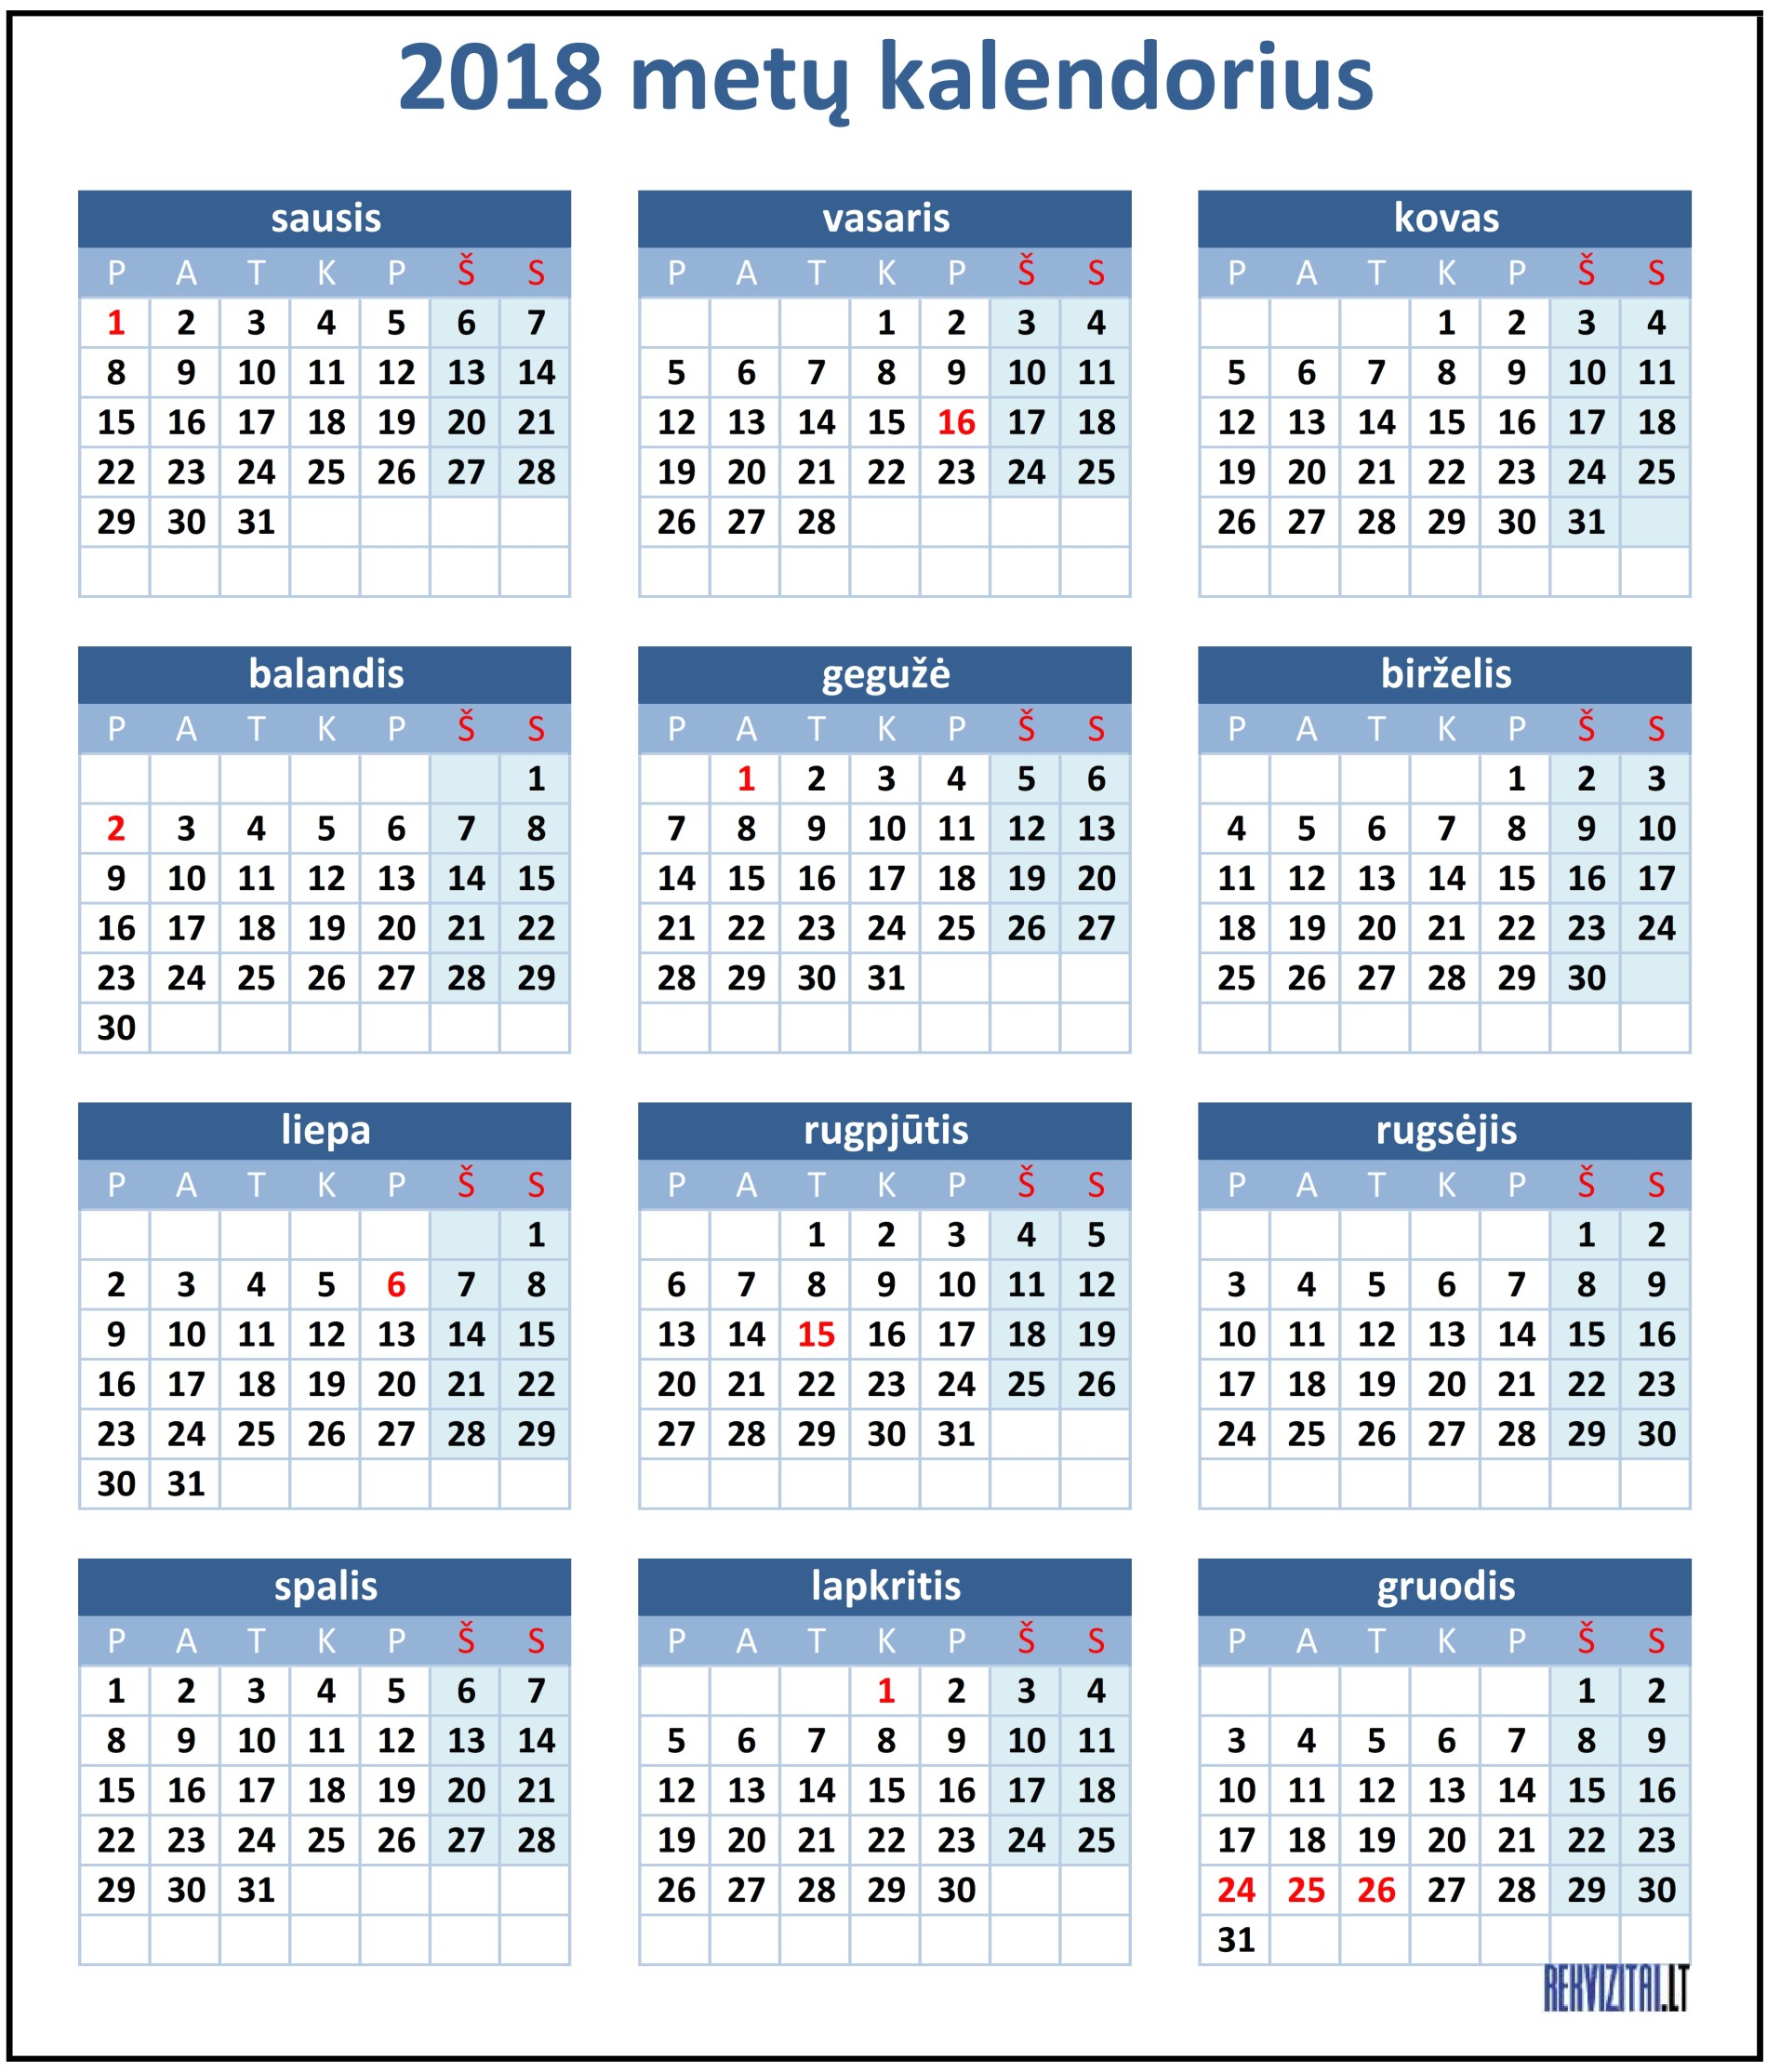 2018 metų kalendorius
sausis vasaris kovas
P A T K P Š S P A T K P Š S P A T K P Š S
1 2 3 4 5 6 7 1 2 3 4 1 2 3 4
8 9 10 11 12 13 14 5 6 7 8 9 10 11 5 6 7 8 9 10 11
15 16 17 18 19 20 21 12 13 14 15 16 17 18 12 13 14 15 16 17 18
22 23 24 25 26 27 28 19 20 21 22 23 24 25 19 20 21 22 23 24 25
29 30 31 26 27 28 26 27 28 29 30 31
balandis gegužė birželis
P A T K P Š S P A T K P Š S P A T K P Š S
1 1 2 3 4 5 6 1 2 3
2 3 4 5 6 7 8 7 8 9 10 11 12 13 4 5 6 7 8 9 10
9 10 11 12 13 14 15 14 15 16 17 18 19 20 11 12 13 14 15 16 17
16 17 18 19 20 21 22 21 22 23 24 25 26 27 18 19 20 21 22 23 24
23 24 25 26 27 28 29 28 29 30 31 25 26 27 28 29 30
30
liepa rugpjūtis rugsėjis
P A T K P Š S P A T K P Š S P A T K P Š S
1 1 2 3 4 5 1 2
2 3 4 5 6 7 8 6 7 8 9 10 11 12 3 4 5 6 7 8 9
9 10 11 12 13 14 15 13 14 15 16 17 18 19 10 11 12 13 14 15 16
16 17 18 19 20 21 22 20 21 22 23 24 25 26 17 18 19 20 21 22 23
23 24 25 26 27 28 29 27 28 29 30 31 24 25 26 27 28 29 30
30 31
spalis lapkritis gruodis
P A T K P Š S P A T K P Š S P A T K P Š S
1 2 3 4 5 6 7 1 2 3 4 1 2
8 9 10 11 12 13 14 5 6 7 8 9 10 11 3 4 5 6 7 8 9
15 16 17 18 19 20 21 12 13 14 15 16 17 18 10 11 12 13 14 15 16
22 23 24 25 26 27 28 19 20 21 22 23 24 25 17 18 19 20 21 22 23
29 30 31 26 27 28 29 30 24 25 26 27 28 29 30
31
REKVIZITAI.LT